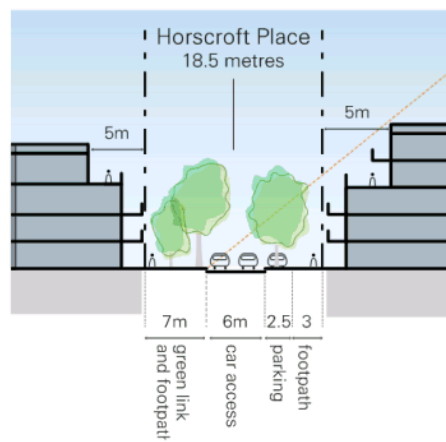 Horscroft Place
18.5 metres
5m
5m
7m
6m
2.5
3
green link
and footpath
car access
parking
footpath